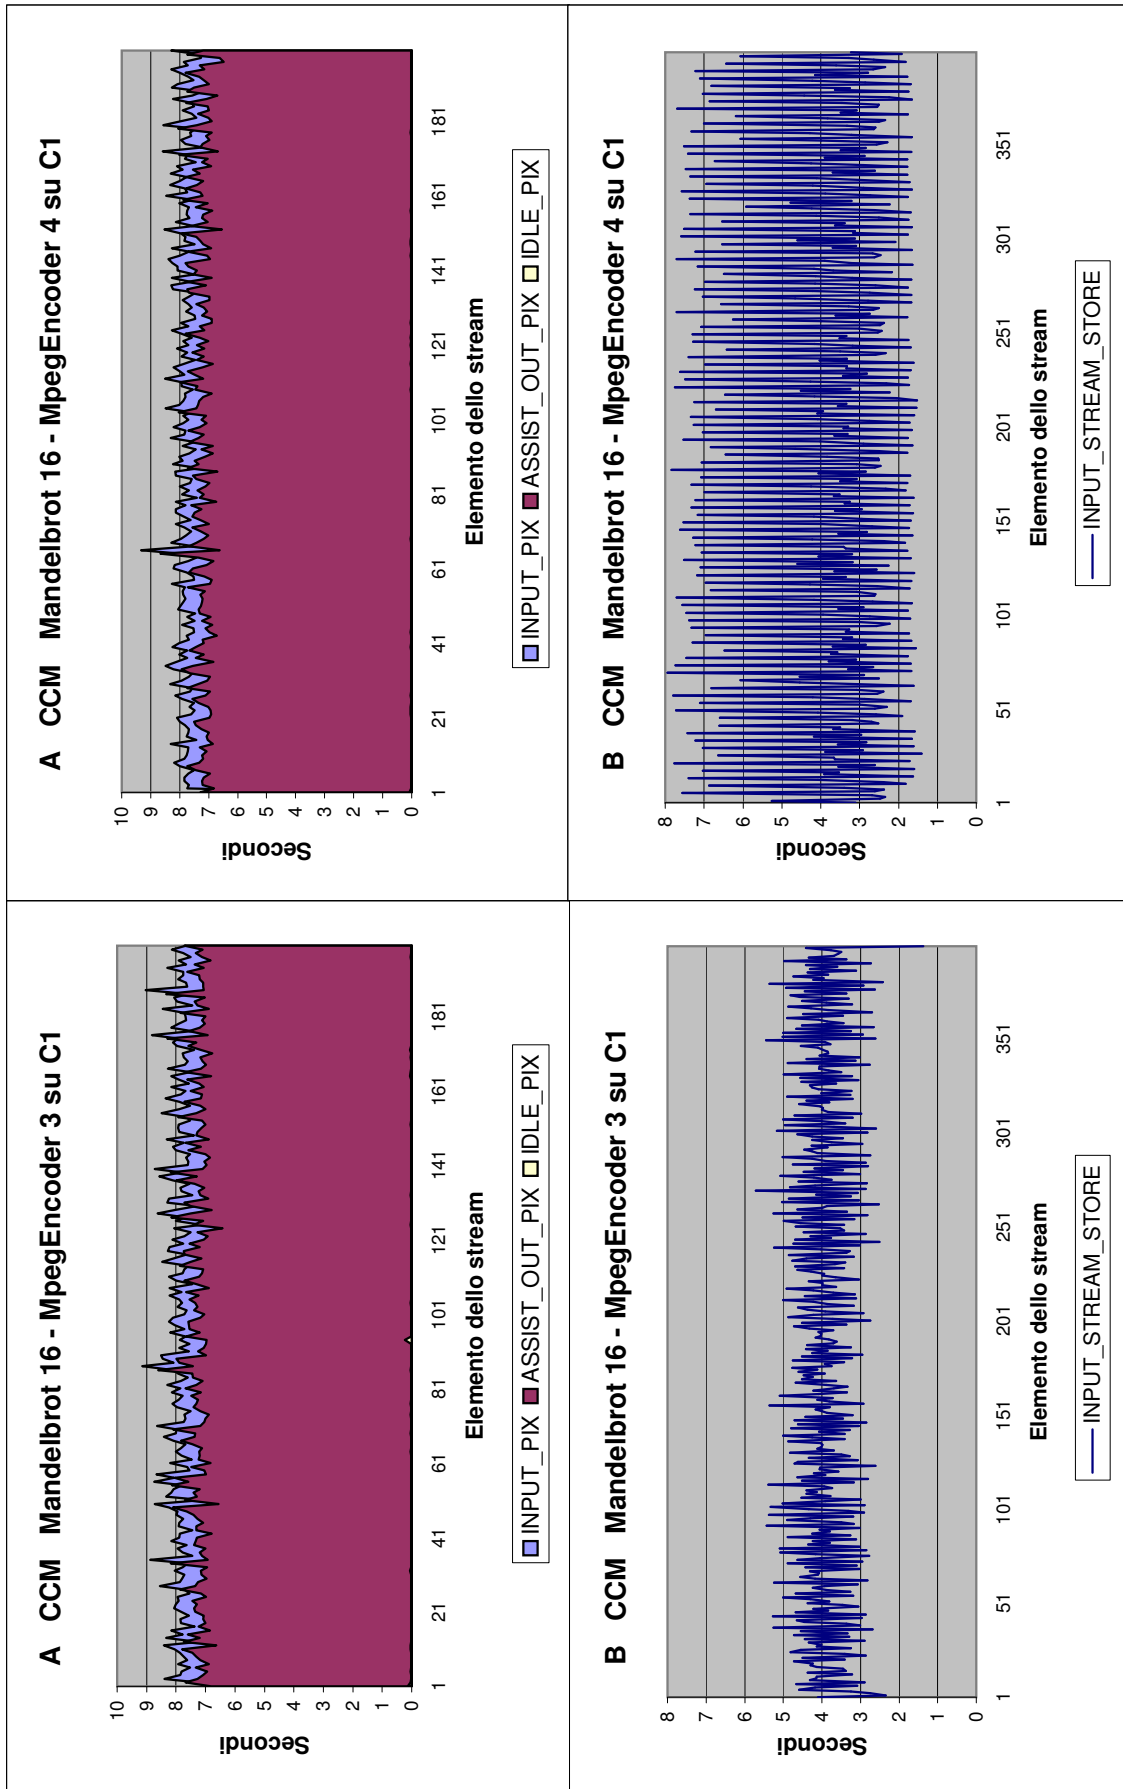 A CCM Mandelbrot 16 - MpegEncoder 3 su C1
10
9
8
7
6
5
4
3
2
1
0
Secondi
1 21 41 61 81 101 121 141 161 181
Elemento dello stream
INPUT_PIX ASSIST_OUT_PIX IDLE_PIX
A CCM Mandelbrot 16 - MpegEncoder 4 su C1
10
9
8
7
6
5
4
3
2
1
0
Secondi
1 21 41 61 81 101 121 141 161 181
Elemento dello stream
INPUT_PIX ASSIST_OUT_PIX IDLE_PIX
B CCM Mandelbrot 16 - MpegEncoder 3 su C1
8
7
6
5
4
3
2
1
0
Secondi
1 51 101 151 201 251 301 351
Elemento dello stream
INPUT_STREAM_STORE
B CCM Mandelbrot 16 - MpegEncoder 4 su C1
8
7
6
5
4
3
2
1
0
Secondi
1 51 101 151 201 251 301 351
Elemento dello stream
INPUT_STREAM_STORE